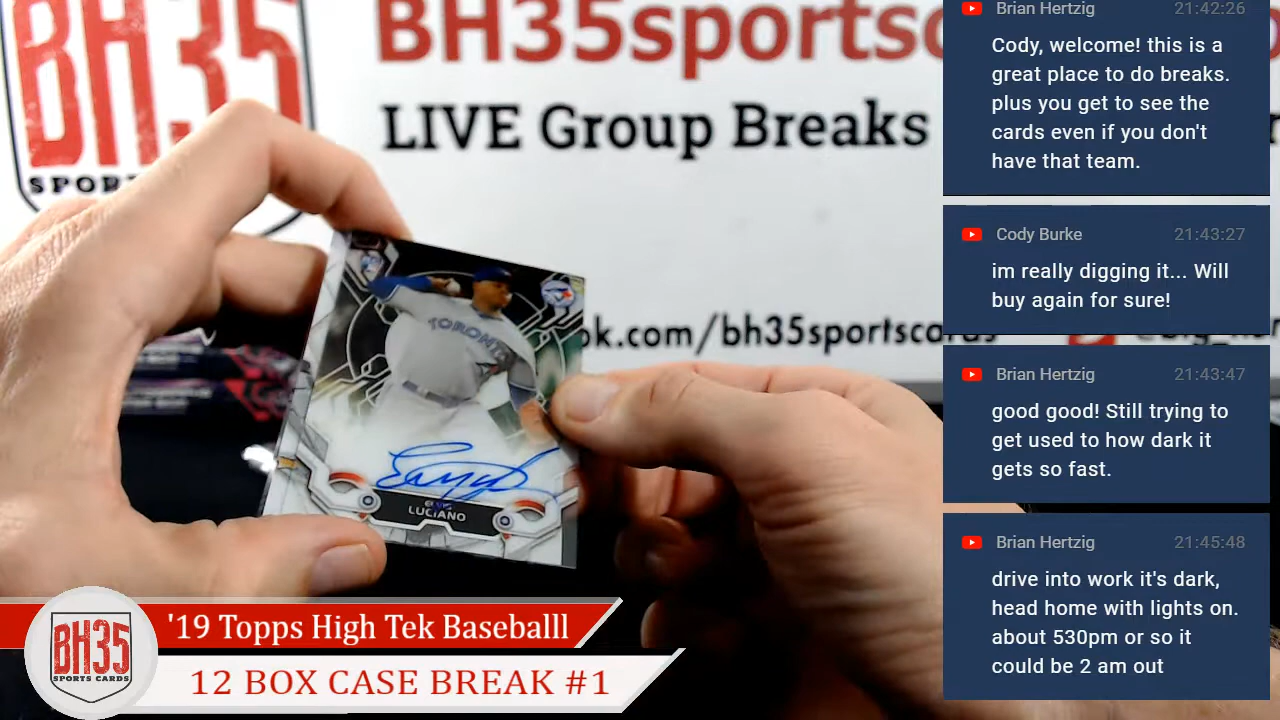 BH35
SPOR
BH35sportsc
LIVE Group Breaks
ok.com/bh35sportscards
TORONTO
LUCIANO
'19 Topps High Tek Baseballl
12 BOX CASE BREAK #1
BH35
SPORTS CARDS
Brian Hertzig 21:42:26
Cody, welcome! this is a
great place to do breaks.
plus you get to see the
cards even if you don't
have that team.
Cody Burke 21:43:27
im really digging it... Will
buy again for sure!
Brian Hertzig 21:43:47
good good! Still trying to
get used to how dark it
gets so fast.
Brian Hertzig 21:45:48
drive into work it's dark,
head home with lights on.
about 530pm or so it
could be 2 am out